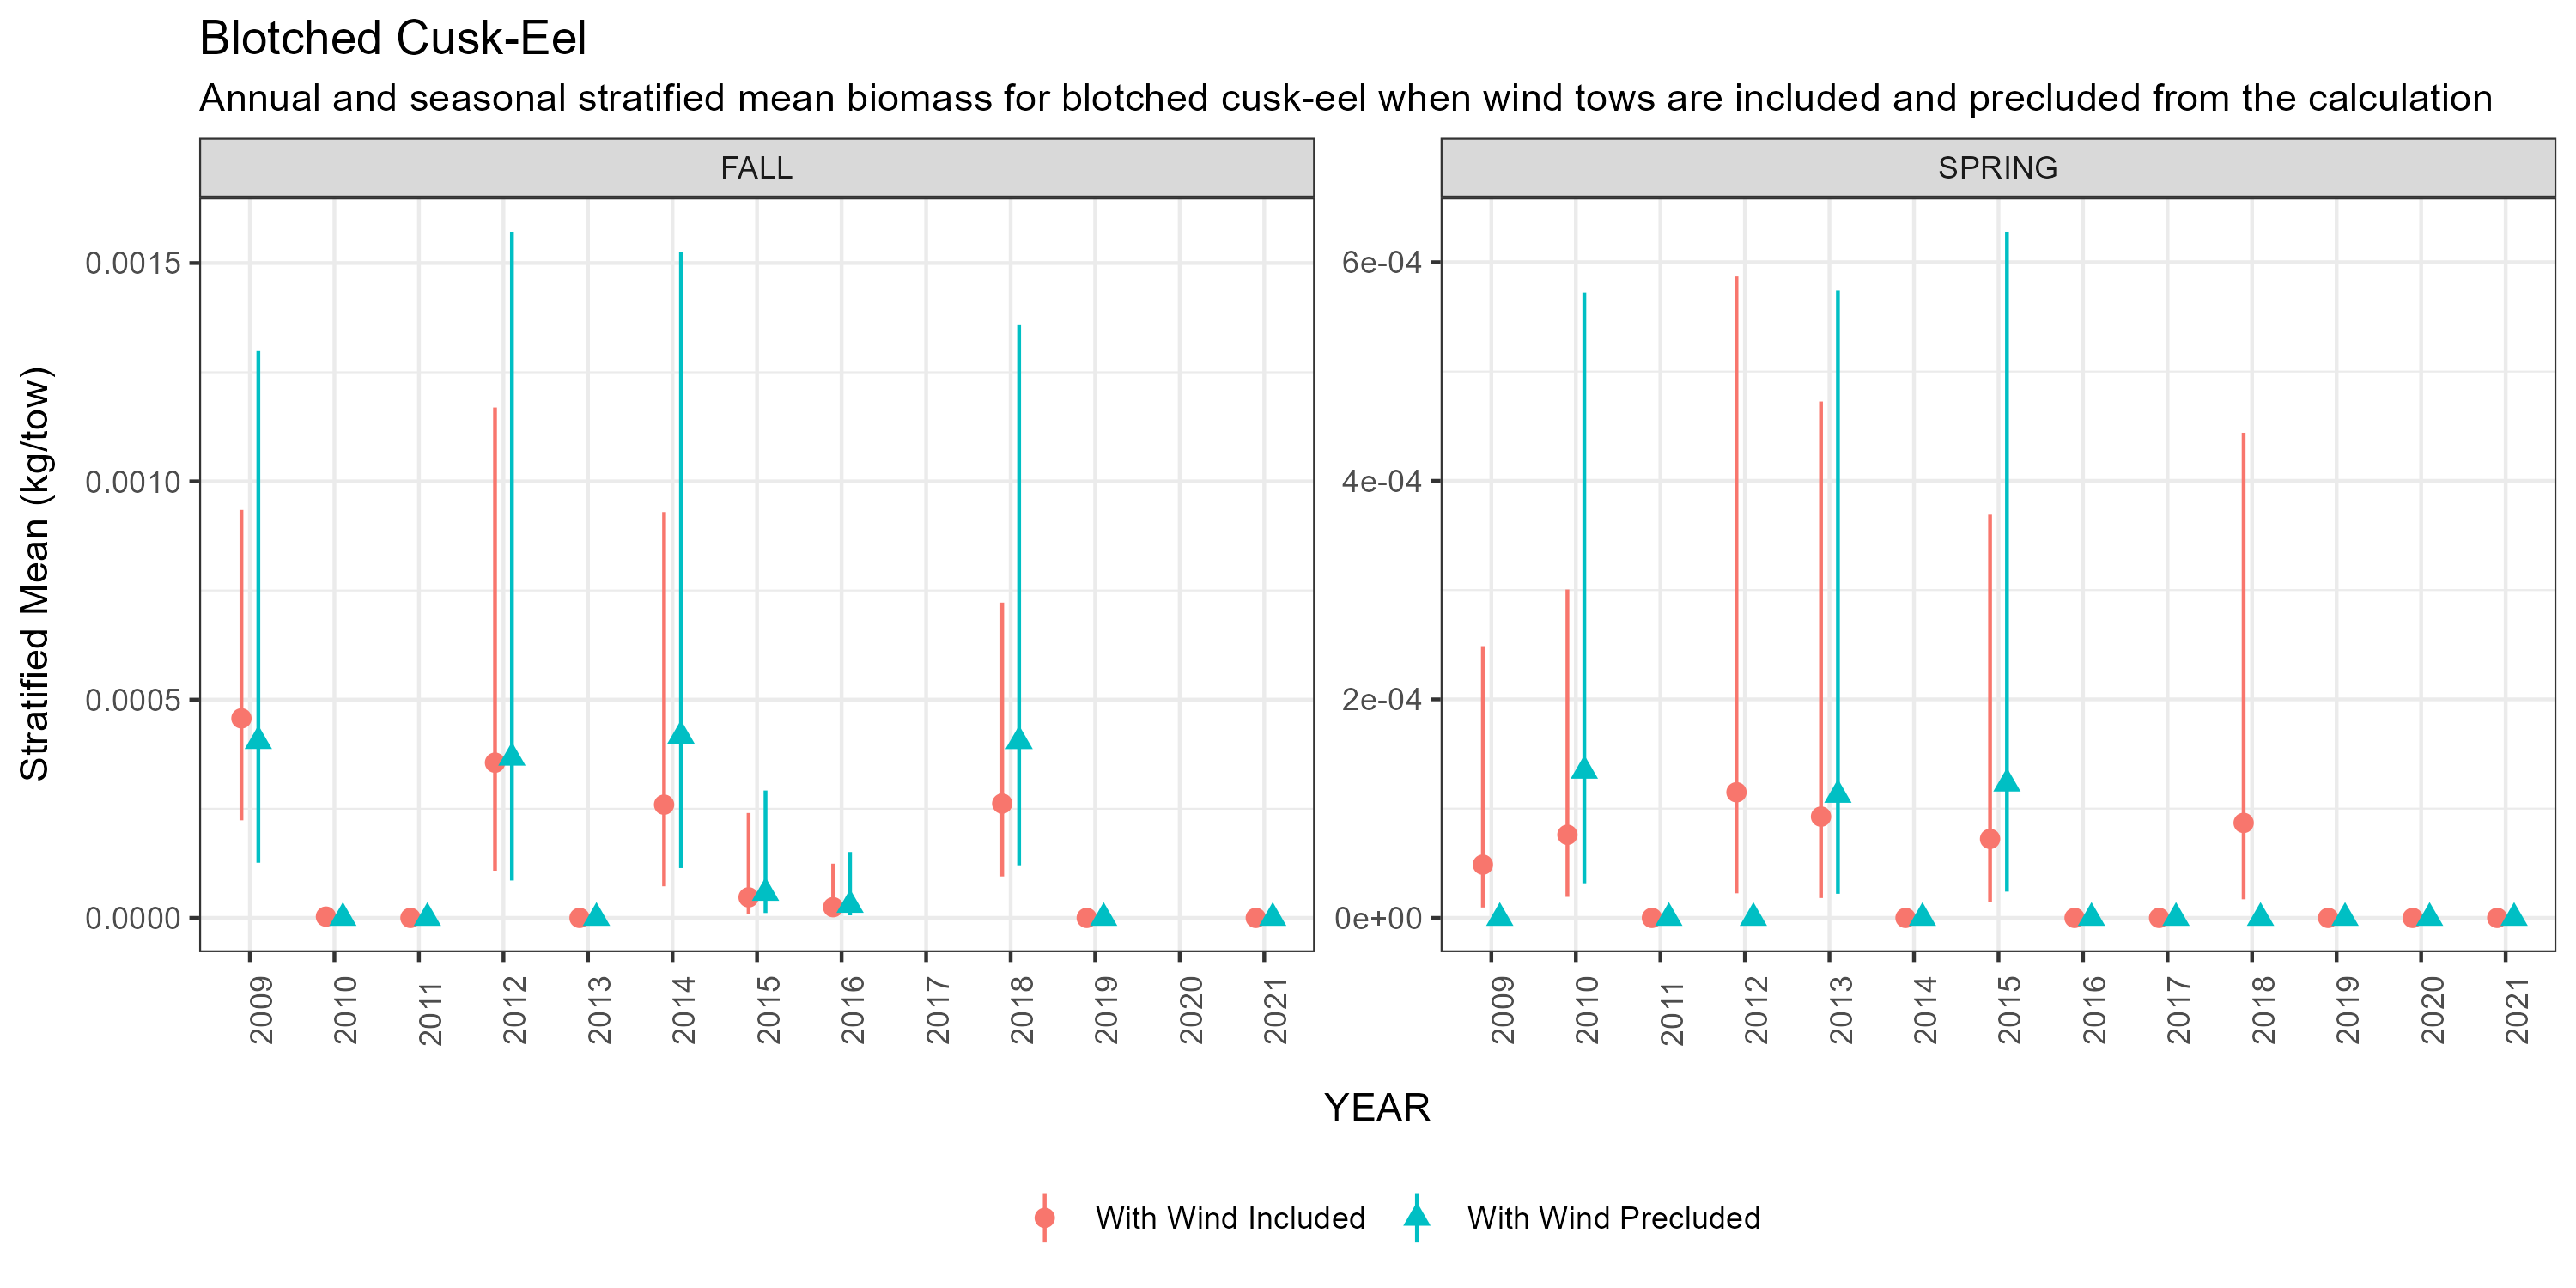 Blotched Cusk-Eel
Annual and seasonal stratified mean biomass for blotched cusk-eel when wind tows are included and precluded from the calculation
FALL
SPRING
Stratified Mean (kg/tow)
0.0015
0.0010
0.0005
0.0000
6e-04
4e-04
2e-04
0e+00
2009 2010 2011 2012 2013 2014 2015 2016 2017 2018 2019 2020 2021
2009 2010 2011 2012 2013 2014 2015 2016 2017 2018 2019 2020 2021
YEAR
With Wind Included With Wind Precluded